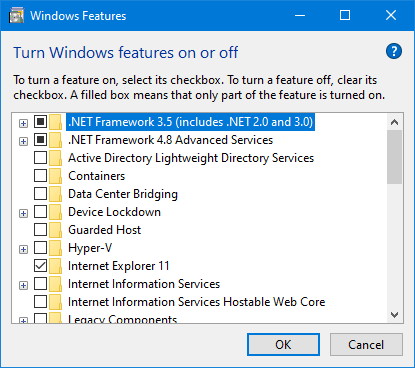 Windows Features
Turn Windows features on or off
?
To turn a feature on, select its checkbox. To turn a feature off, clear its
checkbox. A filled box means that only part of the feature is turned on.
.NET Framework 3.5 (includes .NET 2.0 and 3.0)
.NET Framework 4.8 Advanced Services
Active Directory Lightweight Directory Services
Containers
Data Center Bridging
Device Lockdown
Guarded Host
Hyper-V
Internet Explorer 11
Internet Information Services
Internet Information Services Hostable Web Core
Legacy Components
OK
Cancel